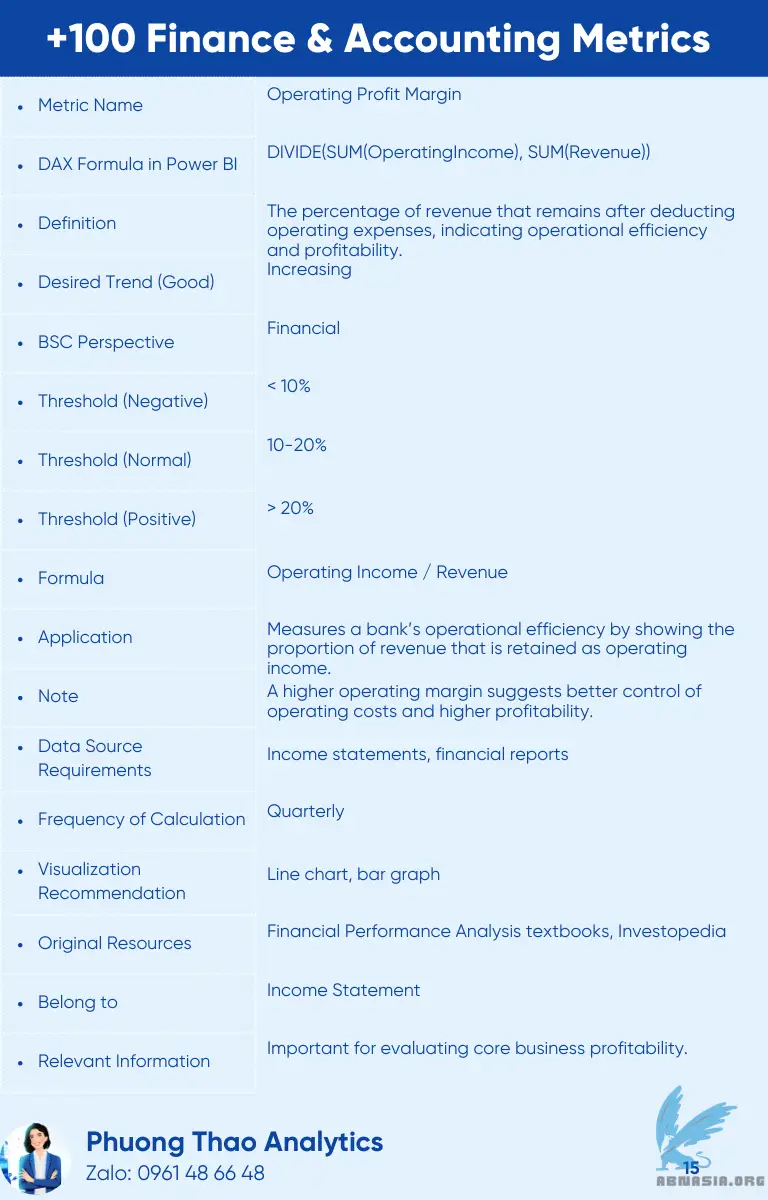 +100 Finance & Accounting Metrics
• Metric Name
Operating Profit Margin
• DAX Formula in Power BI
DIVIDE(SUM(OperatingIncome), SUM(Revenue))
• Definition
The percentage of revenue that remains after deducting
operating expenses, indicating operational efficiency
and profitability.
• Desired Trend (Good)
Increasing
• BSC Perspective
Financial
• Threshold (Negative)
< 10%
• Threshold (Normal)
10-20%
• Threshold (Positive)
> 20%
• Formula
Operating Income / Revenue
• Application
Measures a bank's operational efficiency by showing the
proportion of revenue that is retained as operating
income.
• Note
A higher operating margin suggests better control of
operating costs and higher profitability.
• Data Source
Requirements
Income statements, financial reports
• Frequency of Calculation
Quarterly
• Visualization
Recommendation
Line chart, bar graph
• Original Resources
Financial Performance Analysis textbooks, Investopedia
• Belong to
Income Statement
• Relevant Information
Important for evaluating core business profitability.
Phuong Thao Analytics
Zalo: 0961 48 66 48
15
ABNASIA.ORG